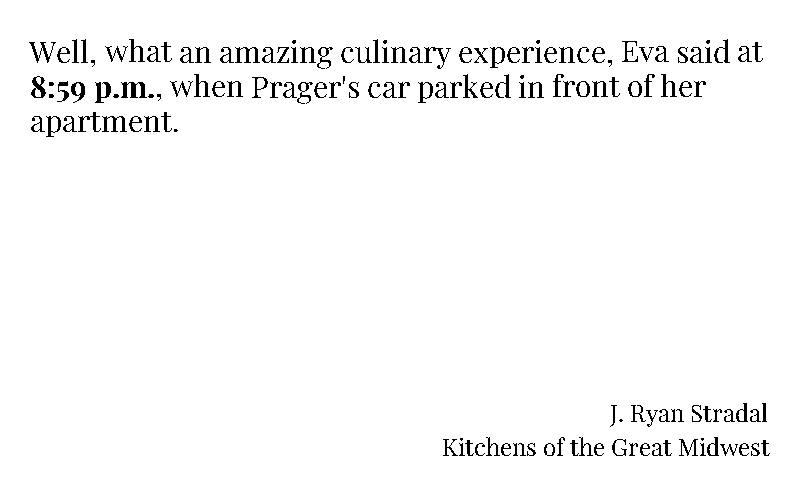 Well, what an amazing culinary experience, Eva said at
8:59 p.m., when Prager's car parked in front of her
apartment.
J. Ryan Stradal
Kitchens of the Great Midwest